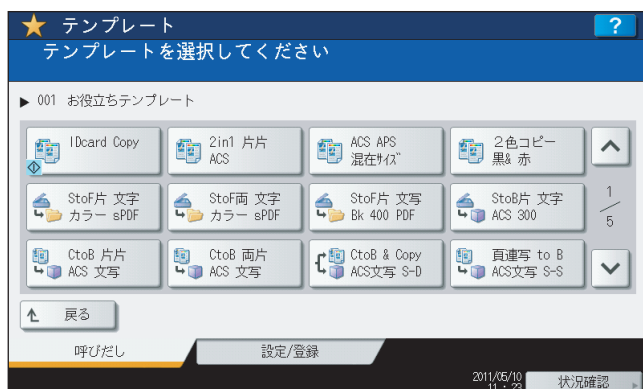 テンプレート
?
テンプレートを選択してください
▶ 001 お役立ちテンプレート
IDcard Copy
2in1 片片
ACS
ACS APS
混在ｻｲｽﾞ
2色コピー
黒& 赤
StoF片 文字
カラー sPDF
StoF両 文字
カラー sPDF
StoF片 文写
Bk 400 PDF
StoB片 文字
ACS 300
1/5
CtoB 片片
ACS 文写
CtoB 両片
ACS 文写
CtoB & Copy
ACS文写 S-D
頁連写 to B
ACS文写 S-S
戻る
呼びだし
設定/登録
2011/05/10
11 : 23
状況確認